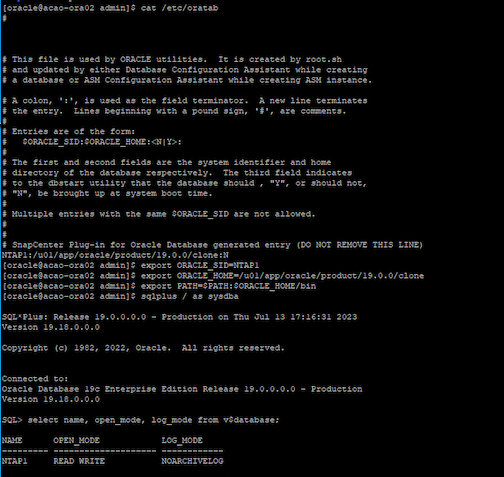 [oracle@acao-ora02 admin]$ cat /etc/oratab
#
# This file is used by ORACLE utilities.  It is created by root.sh
# and updated by either Database Configuration Assistant while creating
# a database or ASM Configuration Assistant while creating ASM instance.
# A colon, ':', is used as the field terminator.  A new line terminates
# the entry.  Lines beginning with a pound sign, '#', are comments.
#
# Entries are of the form:
#   $ORACLE_SID:$ORACLE_HOME:<N|Y>:
#
# The first and second fields are the system identifier and home
# directory of the database respectively.  The third field indicates
# to the dbstart utility that the database should , "Y", or should not,
# "N", be brought up at system boot time.
#
# Multiple entries with the same $ORACLE_SID are not allowed.
#
#
# SnapCenter Plug-in for Oracle Database generated entry (DO NOT REMOVE THIS LINE)
NTAP1:/u01/app/oracle/product/19.0.0/clone:N
[oracle@acao-ora02 admin]$ export ORACLE_SID=NTAP1
[oracle@acao-ora02 admin]$ export ORACLE_HOME=/u01/app/oracle/product/19.0.0/clone
[oracle@acao-ora02 admin]$ export PATH=$PATH:$ORACLE_HOME/bin
[oracle@acao-ora02 admin]$ sqlplus / as sysdba
SQL*Plus: Release 19.0.0.0.0 - Production on Thu Jul 13 17:16:31 2023
Version 19.18.0.0.0
Copyright (c) 1982, 2022, Oracle.  All rights reserved.
Connected to:
Oracle Database 19c Enterprise Edition Release 19.0.0.0.0 - Production
Version 19.18.0.0.0
SQL> select name, open_mode, log_mode from v$database;
NAME      OPEN_MODE            LOG_MODE
--------- -------------------- ------------
NTAP1     READ WRITE           NOARCHIVELOG